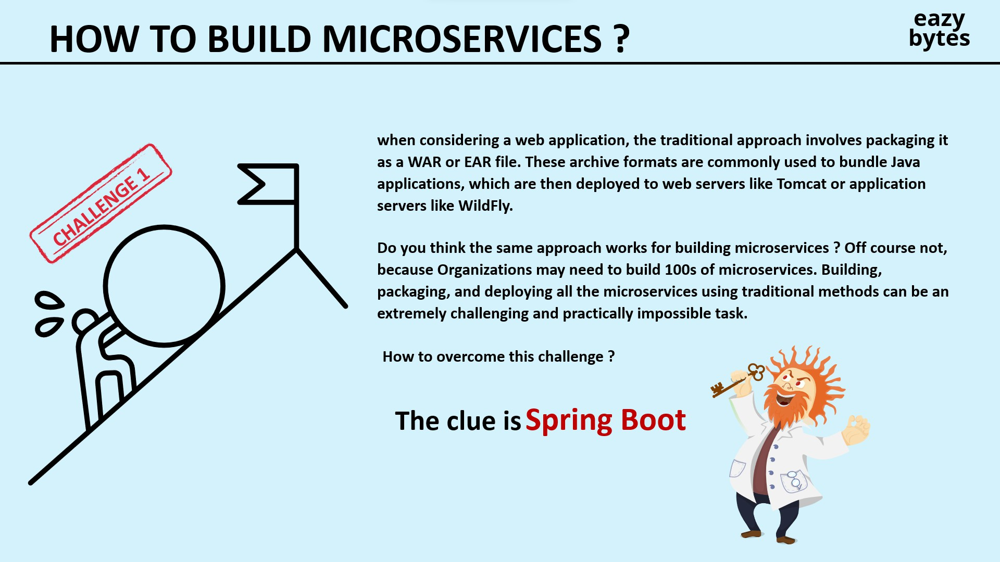 HOW TO BUILD MICROSERVICES ?
eazy
bytes
CHALLENGE 1
when considering a web application, the traditional approach involves packaging it
as a WAR or EAR file. These archive formats are commonly used to bundle Java
applications, which are then deployed to web servers like Tomcat or application
servers like WildFly.
Do you think the same approach works for building microservices ? Off course not,
because Organizations may need to build 100s of microservices. Building,
packaging, and deploying all the microservices using traditional methods can be an
extremely challenging and practically impossible task.
How to overcome this challenge ?
The clue is Spring Boot